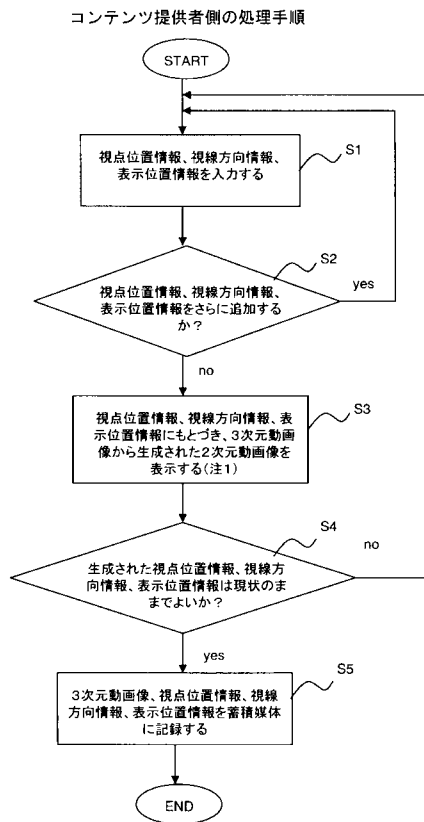 コンテンツ提供者側の処理手順
START
視点位置情報、視線方向情報、
表示位置情報を入力する
S1
S2
視点位置情報、視線方向情報、
表示位置情報をさらに追加する
か？
yes
no
S3
視点位置情報、視線方向情報、表
示位置情報にもとづき、3次元動画
像から生成された2次元動画像を
表示する(注1)
S4
生成された視点位置情報、視線方
向情報、表示位置情報は現状のま
までよいか？
no
yes
S5
3次元動画像、視点位置情報、視線
方向情報、表示位置情報を蓄積媒体
に記録する
END